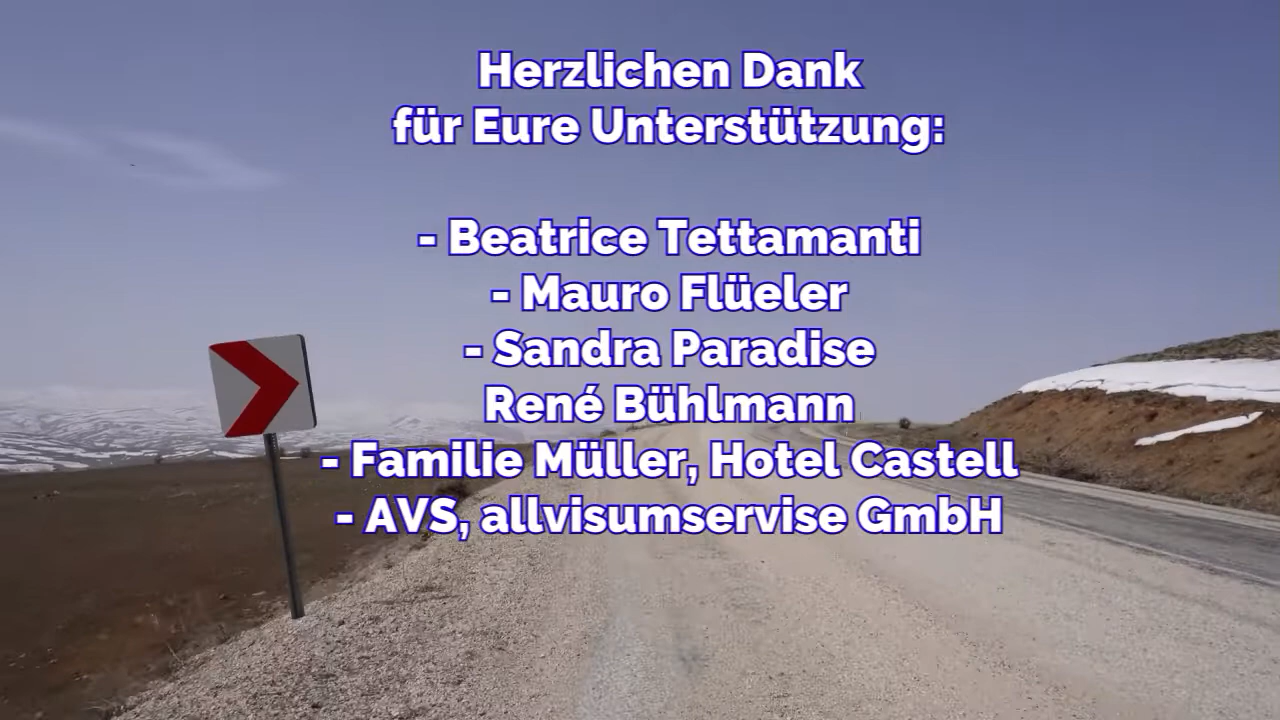 Herzlichen Dank
für Eure Unterstützung:
- Beatrice Tettamanti
- Mauro Flüeler
- Sandra Paradise
René Bühlmann
- Familie Müller, Hotel Castell
- AVS, allvisumservise GmbH